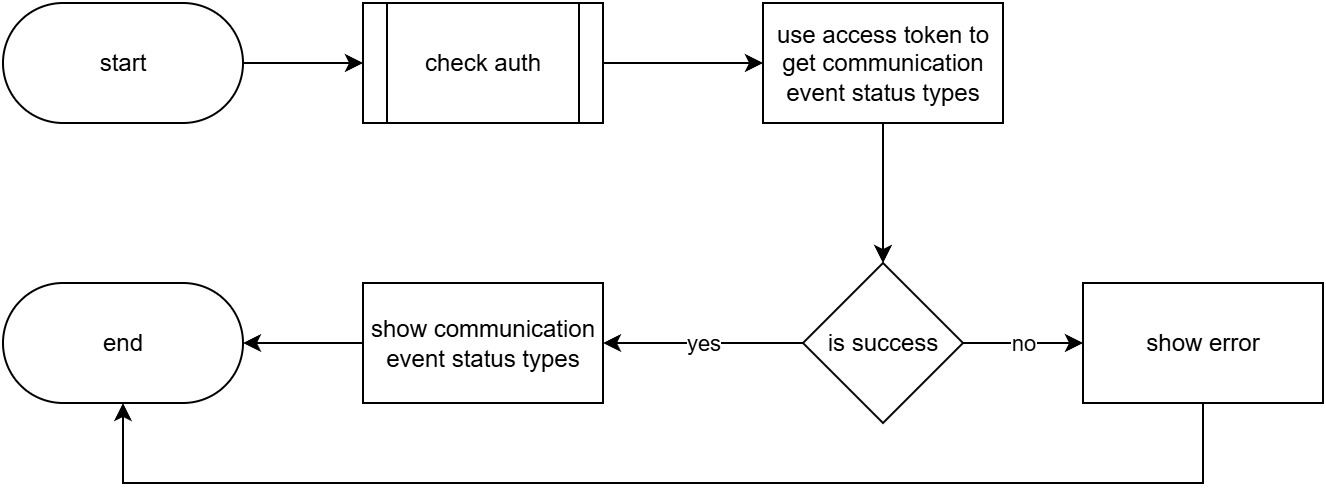 start
check auth
use access token to
get communication
event status types
end
show communication
event status types
yes
is success
no
show error